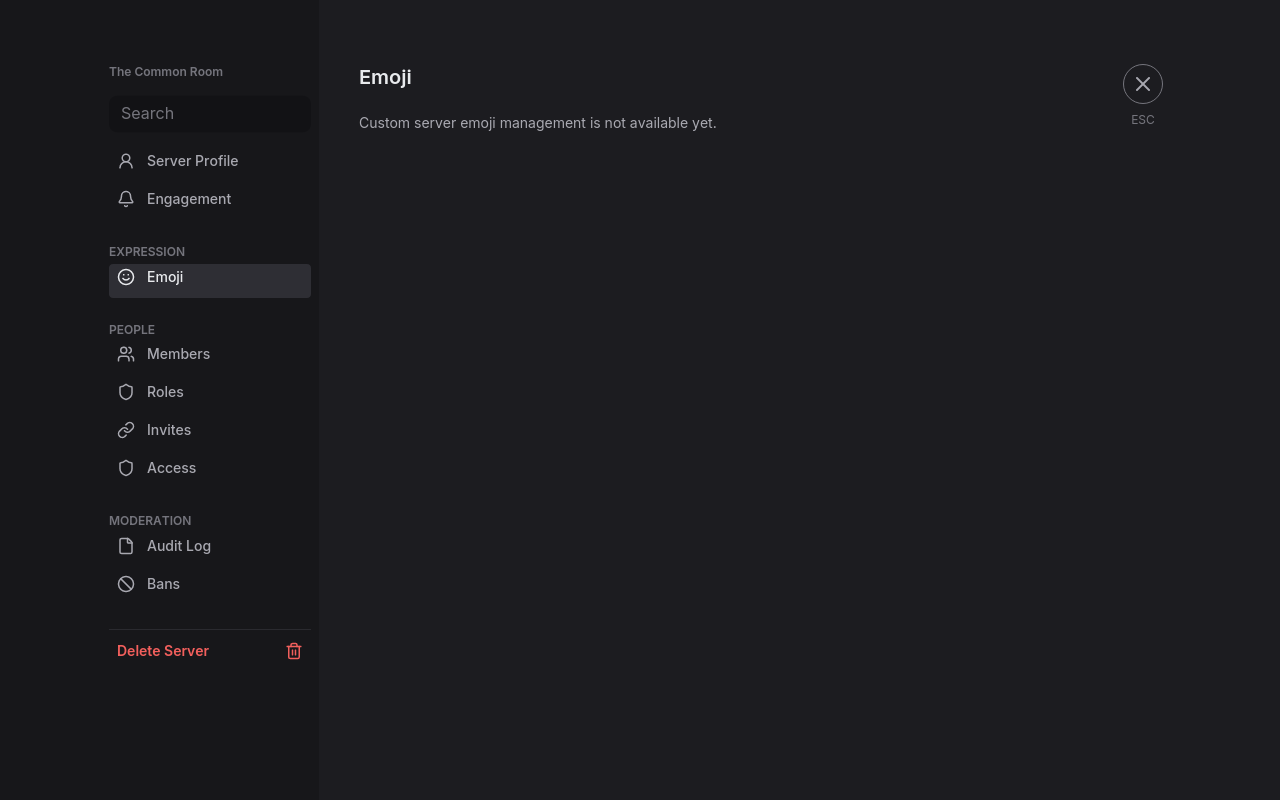 The Common Room
Search
Server Profile
Engagement
EXPRESSION
Emoji
PEOPLE
Members
Roles
Invites
Access
MODERATION
Audit Log
Bans
Delete Server
Emoji
Custom server emoji management is not available yet.
ESC